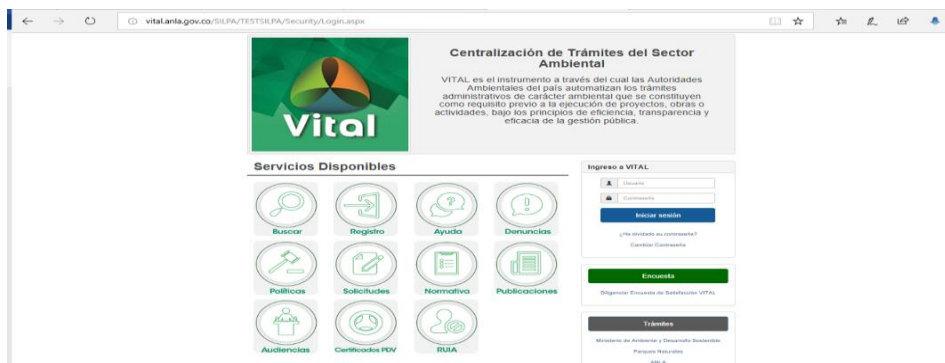 vital.anla.gov.co/SILPA/TESTSILPA/Security/Login.aspx
Vital
Centralización de Trámites del Sector
Ambiental
VITAL es el instrumento a través del cual las Autoridades
Ambientales del país automatizan los trámites
administrativos de carácter ambiental que se constituyen
como requisito previo a la ejecución de proyectos, obras o
actividades, bajo los principios de eficiencia, transparencia y
eficacia de la gestión pública.
Servicios Disponibles
Buscar
Registro
Ayuda
Denuncias
Políticas
Solicitudes
Normativa
Publicaciones
Audiencias
Certificados PDV
RUIA
Ingreso a VITAL
Usuario
Contraseña
Iniciar sesión
¿Ha olvidado su contraseña?
Cambiar Contraseña
Encuesta
Diligenciar Encuesta de Satisfacción VITAL
Trámites
Ministerio de Ambiente y Desarrollo Sostenible
Parques Naturales
ANLA